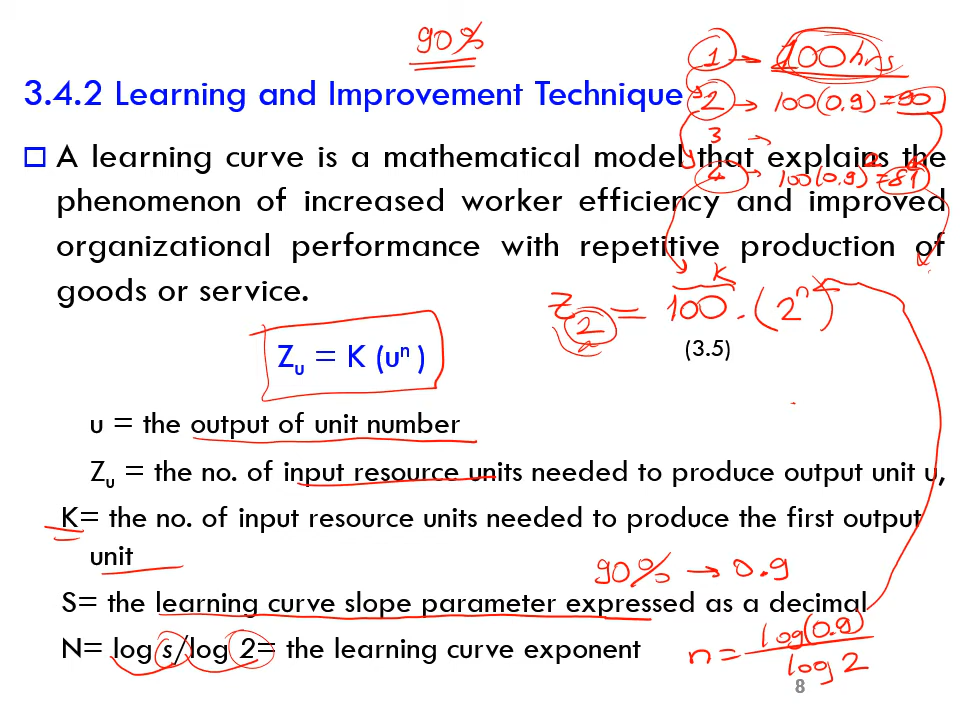 90%
1 → 100 hrs
3.4.2 Learning and Improvement Technique
2 → 100(0.9) = 90
3 →
A learning curve is a mathematical model that explains the
4 → 100(0.9)² = 81
phenomenon of increased worker efficiency and improved
organizational performance with repetitive production of
goods or service.
K
Z₂ = 100 . (2ⁿ)
Zᵤ = K (uⁿ )
(3.5)
u = the output of unit number
Zᵤ = the no. of input resource units needed to produce output unit u,
K= the no. of input resource units needed to produce the first output
unit
90% → 0.9
S= the learning curve slope parameter expressed as a decimal
N= log s/log 2= the learning curve exponent
n = log(0.9) / log 2
8